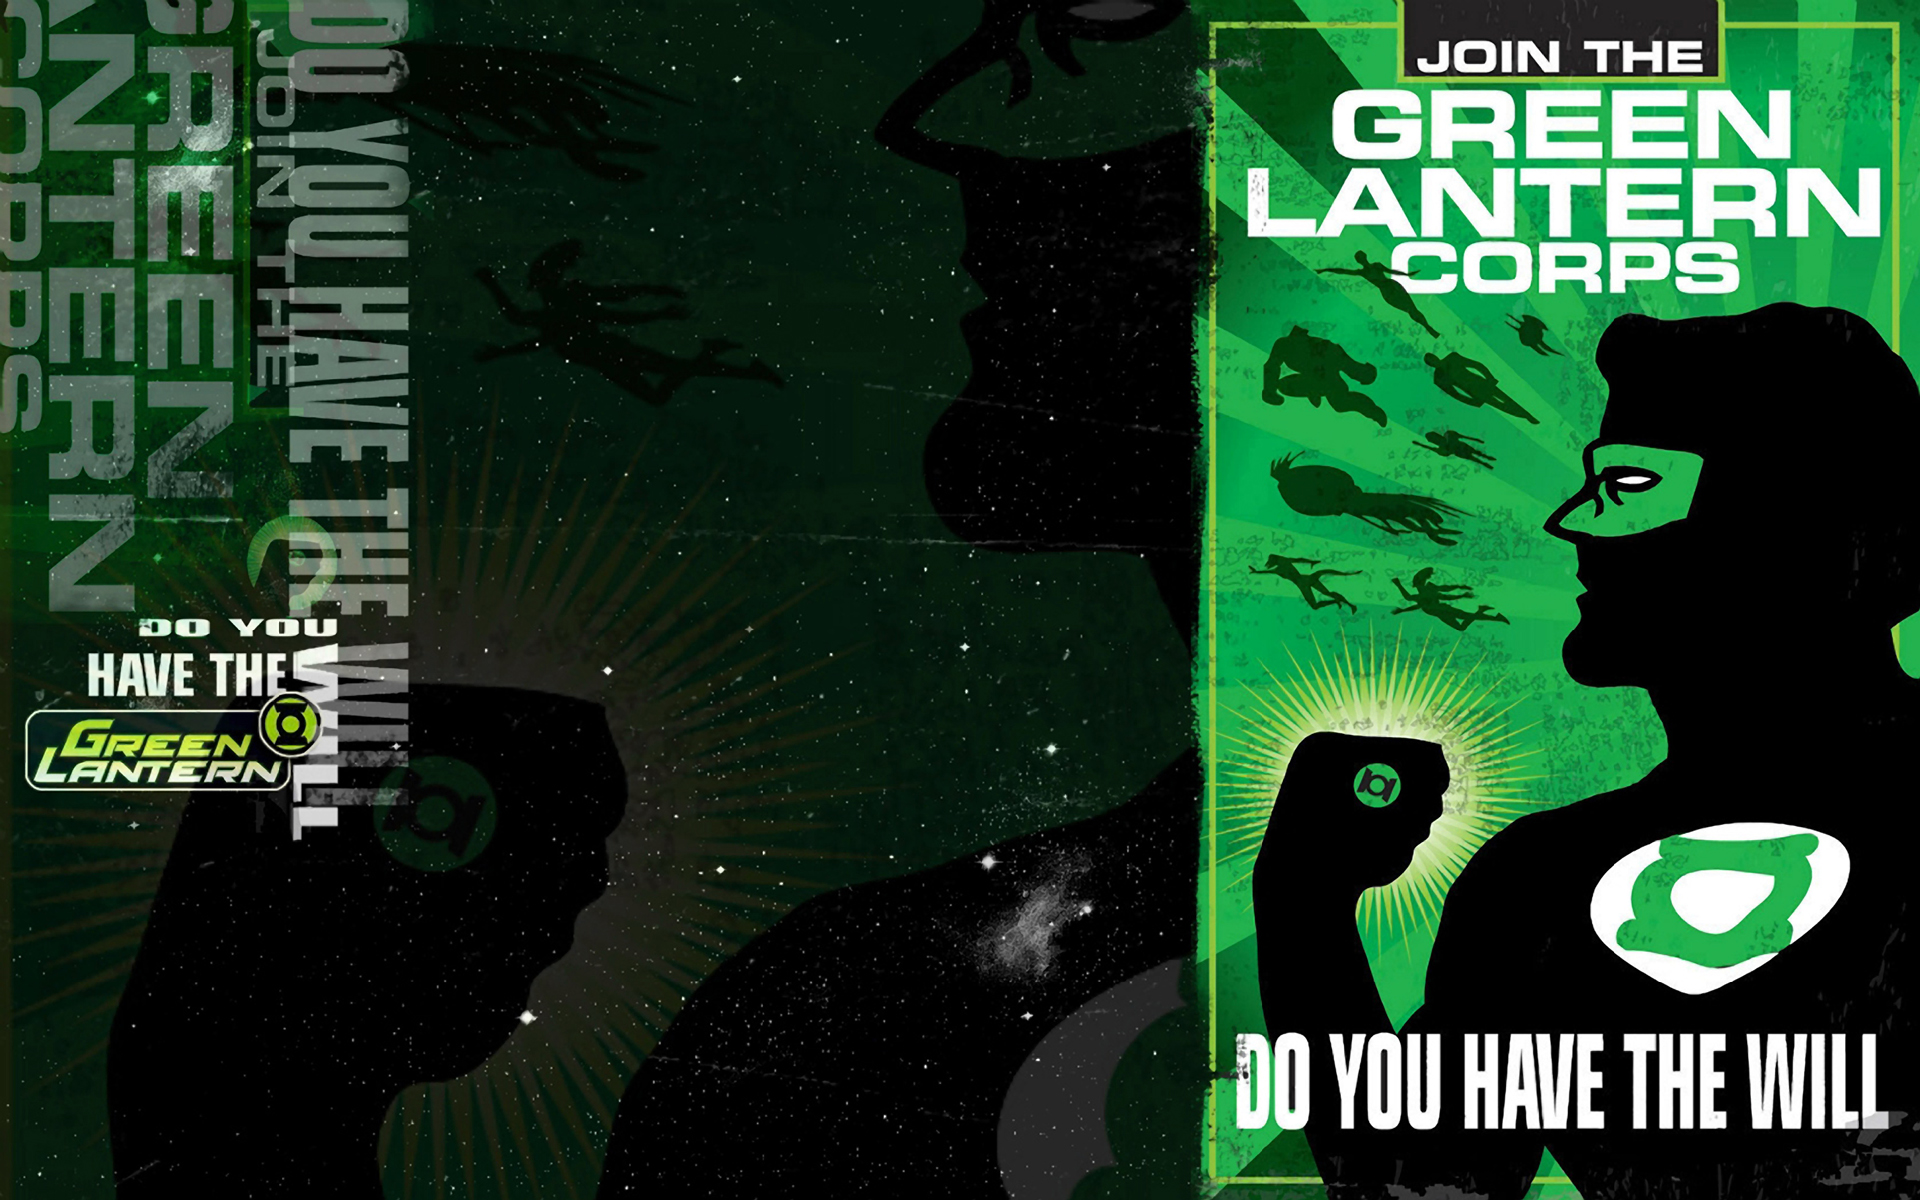 DO YOU HAVE THE WILL
JOIN THE
GREEN
LANTERN
CORPS
DO YOU
HAVE THE
WILL
GREEN
LANTERN
JOIN THE
GREEN
LANTERN
CORPS
DO YOU HAVE THE WILL